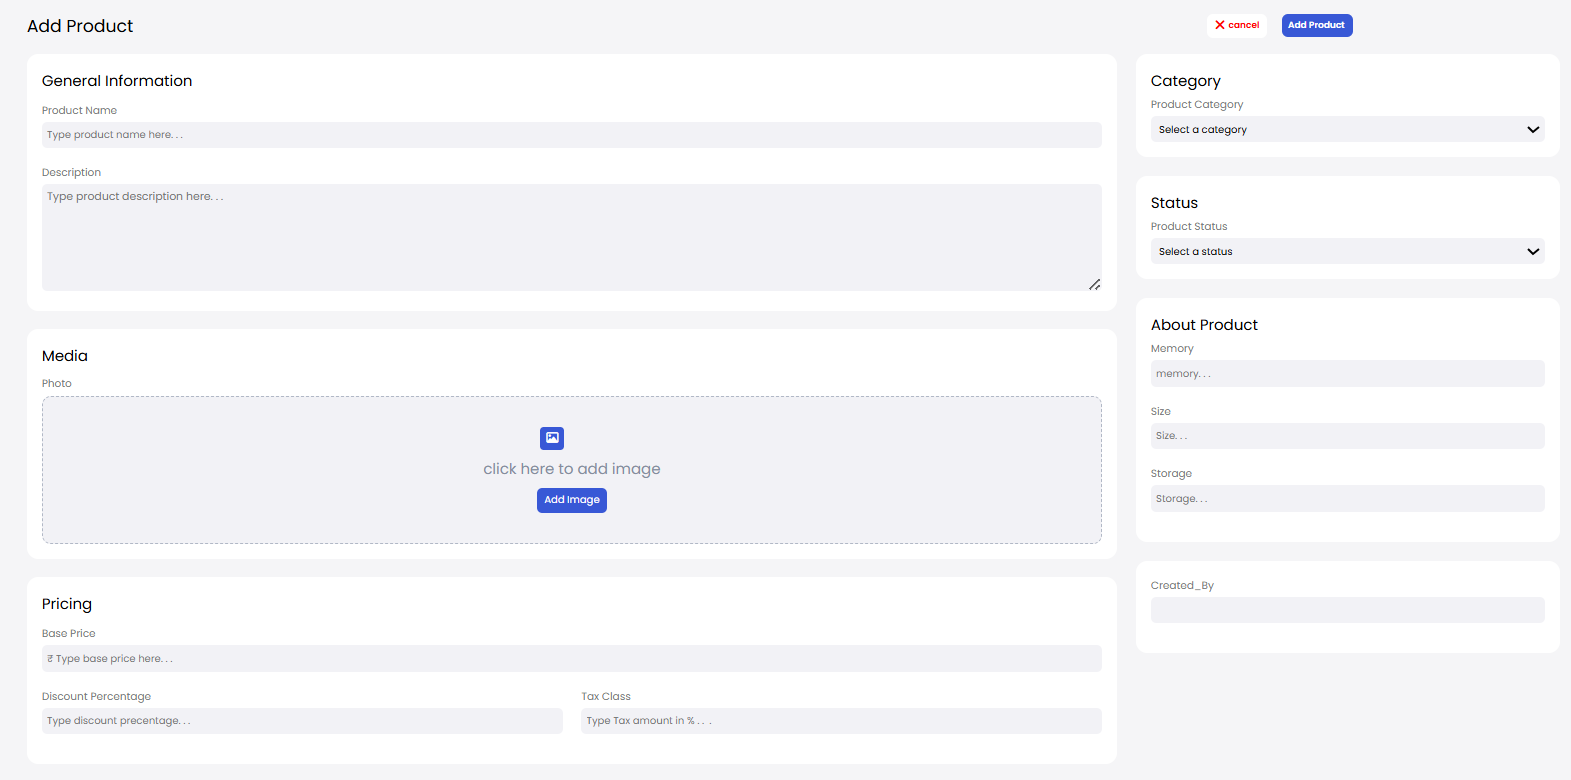 Add Product
cancel
Add Product
General Information
Product Name
Type product name here. . .
Description
Type product description here. . .
Media
Photo
click here to add image
Add Image
Pricing
Base Price
₹ Type base price here. . .
Discount Percentage
Tax Class
Type discount precentage. . .
Type Tax amount in % . . .
Category
Product Category
Select a category
Status
Product Status
Select a status
About Product
Memory
memory. . .
Size
Size. . .
Storage
Storage. . .
Created_By